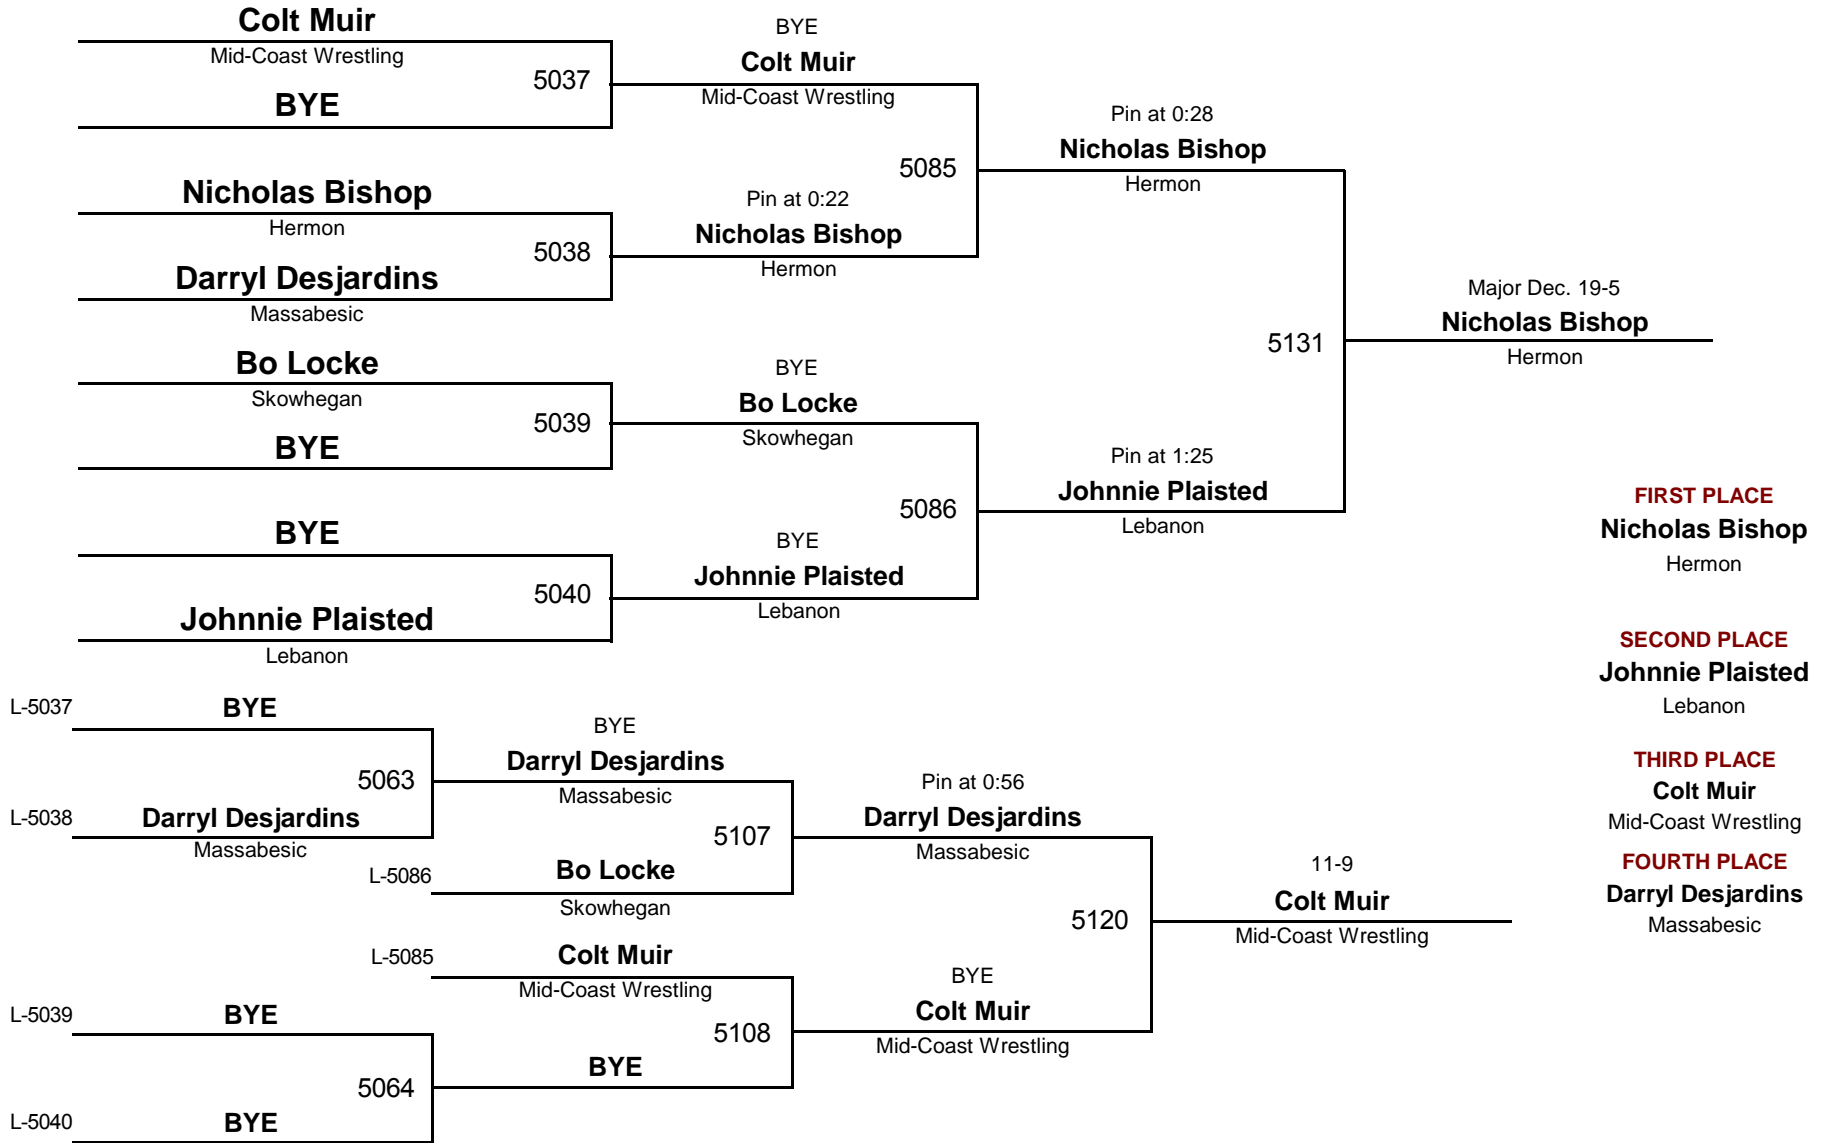 Colt Muir
Mid-Coast Wrestling
5037
BYE
Nicholas Bishop
Hermon
5038
Darryl Desjardins
Massabesic
Bo Locke
Skowhegan
5039
BYE
BYE
5040
Johnnie Plaisted
Lebanon
BYE
Colt Muir
Mid-Coast Wrestling
5085
Pin at 0:22
Nicholas Bishop
Hermon
BYE
Bo Locke
Skowhegan
5086
BYE
Johnnie Plaisted
Lebanon
Pin at 0:28
Nicholas Bishop
Hermon
5131
Pin at 1:25
Johnnie Plaisted
Lebanon
Major Dec. 19-5
Nicholas Bishop
Hermon
FIRST PLACE
Nicholas Bishop
Hermon
SECOND PLACE
Johnnie Plaisted
Lebanon
THIRD PLACE
Colt Muir
Mid-Coast Wrestling
FOURTH PLACE
Darryl Desjardins
Massabesic
L-5037
BYE
5063
L-5038
Darryl Desjardins
Massabesic
BYE
Darryl Desjardins
Massabesic
5107
L-5086
Bo Locke
Skowhegan
L-5085
Colt Muir
Mid-Coast Wrestling
5108
BYE
L-5039
BYE
5064
L-5040
BYE
Pin at 0:56
Darryl Desjardins
Massabesic
5120
BYE
Colt Muir
Mid-Coast Wrestling
11-9
Colt Muir
Mid-Coast Wrestling